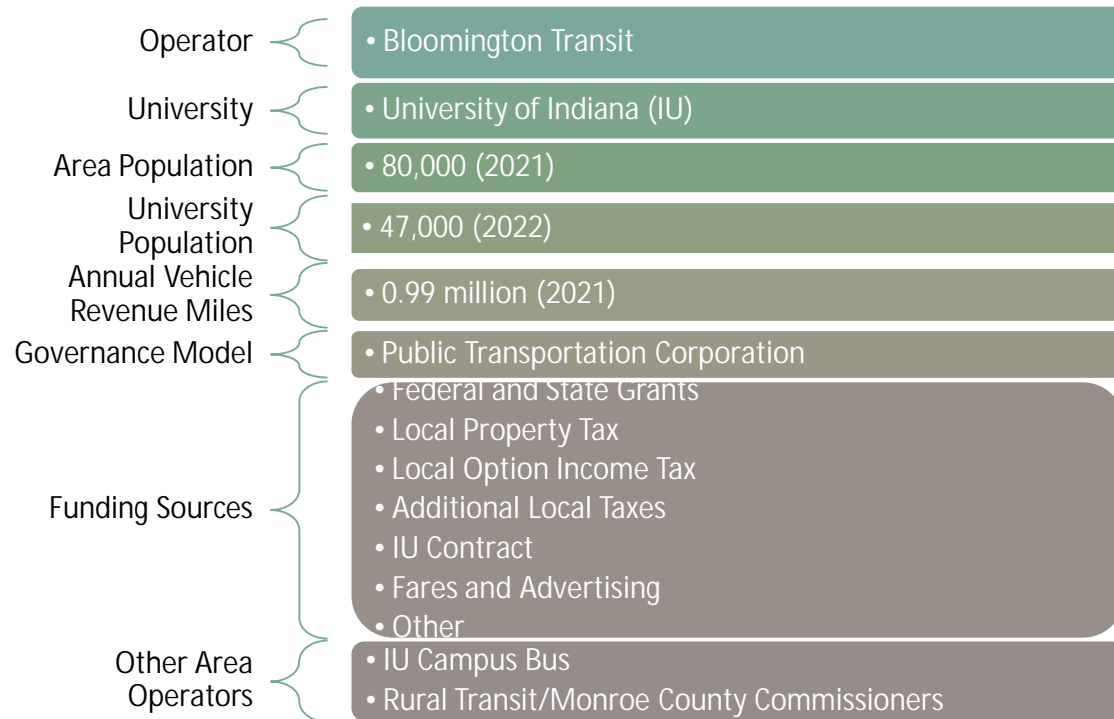 Operator
• Bloomington Transit
University
• University of Indiana (IU)
Area Population
• 80,000 (2021)
University
Population
• 47,000 (2022)
Annual Vehicle
Revenue Miles
• 0.99 million (2021)
Governance Model
• Public Transportation Corporation
Funding Sources
• Federal and State Grants
• Local Property Tax
• Local Option Income Tax
• Additional Local Taxes
• IU Contract
• Fares and Advertising
• Other
Other Area
Operators
• IU Campus Bus
• Rural Transit/Monroe County Commissioners